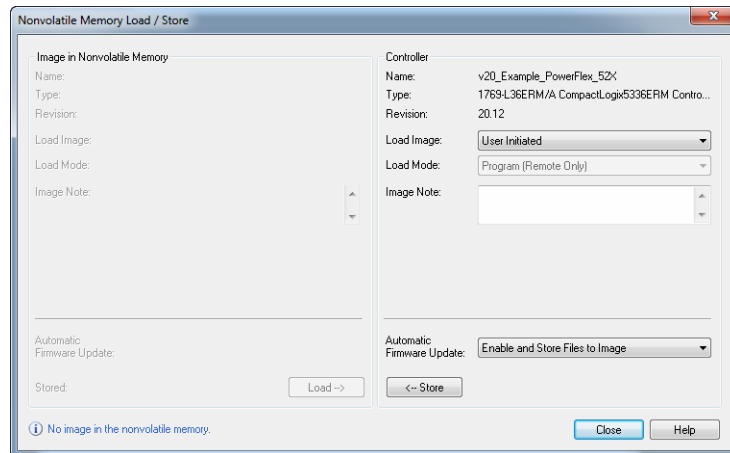 Nonvolatile Memory Load / Store
Image in Nonvolatile Memory
Name:
Type:
Revision:
Load Image:
Load Mode:
Image Note:
Automatic
Firmware Update:
Stored:
Load -->
Controller
Name: v20_Example_PowerFlex_52X
Type: 1769-L36ERM/A CompactLogix5336ERM Contro...
Revision: 20.12
Load Image: User Initiated
Load Mode: Program (Remote Only)
Image Note:
Automatic
Firmware Update: Enable and Store Files to Image
<-- Store
No image in the nonvolatile memory.
Close
Help